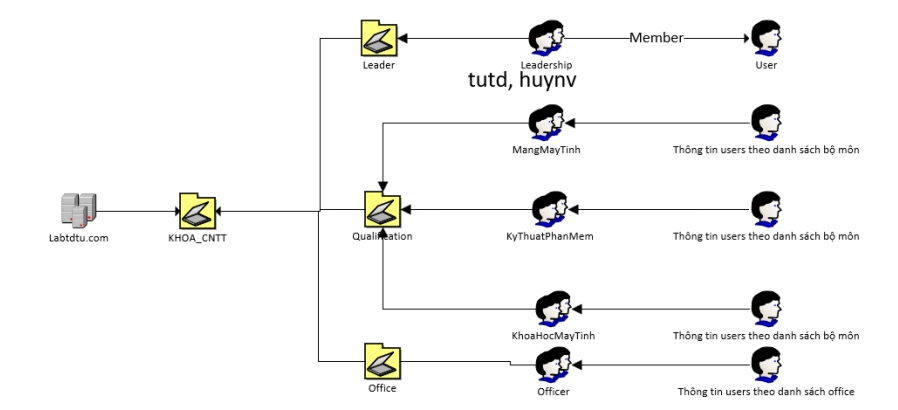 Member
Leader
Leadership
User
tutd, huynv
MangMayTinh
Thông tin users theo danh sách bộ môn
Labtdtu.com
KHOA_CNTT
Qualification
KyThuatPhanMem
Thông tin users theo danh sách bộ môn
KhoaHocMayTinh
Thông tin users theo danh sách bộ môn
Office
Officer
Thông tin users theo danh sách office